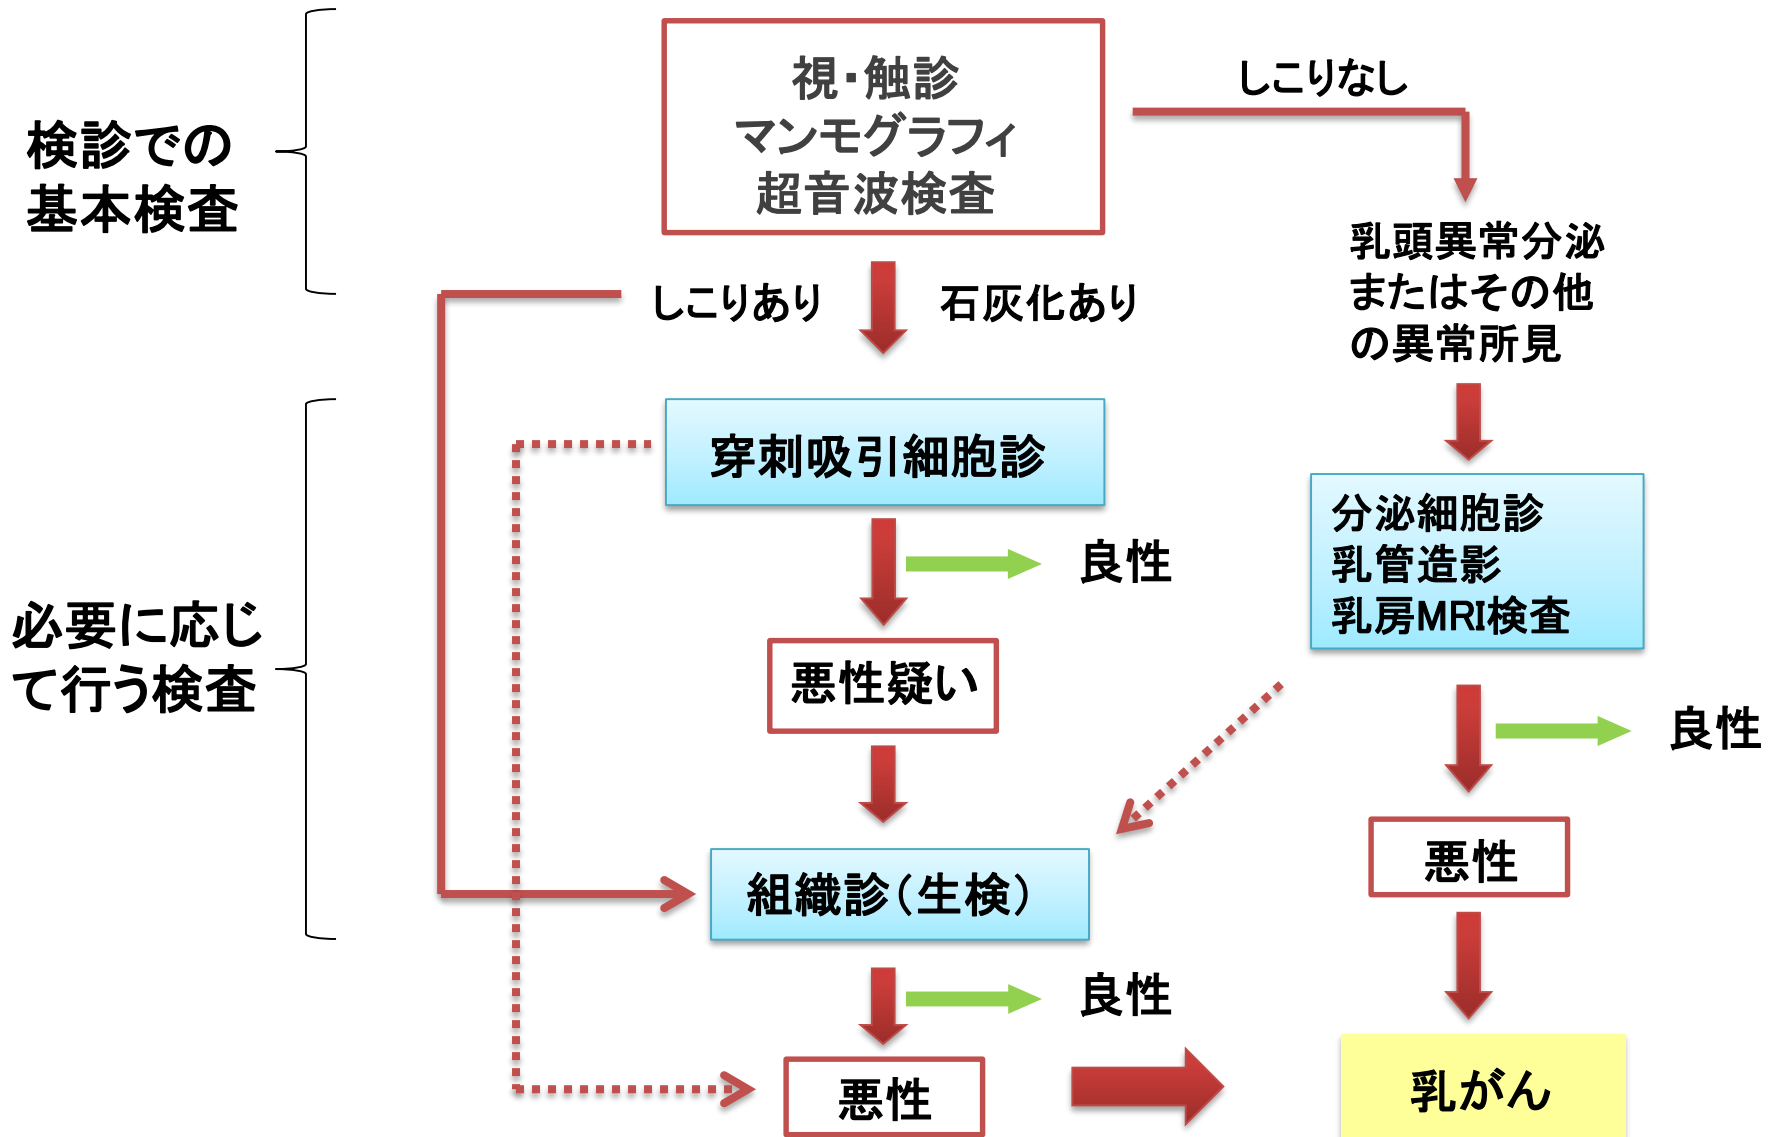 検診での
基本検査
視・触診
マンモグラフィ
超音波検査
しこりなし
しこりあり
石灰化あり
乳頭異常分泌
またはその他
の異常所見
必要に応じ
て行う検査
穿刺吸引細胞診
良性
悪性疑い
分泌細胞診
乳管造影
乳房MRI検査
良性
悪性
組織診（生検）
良性
悪性
乳がん